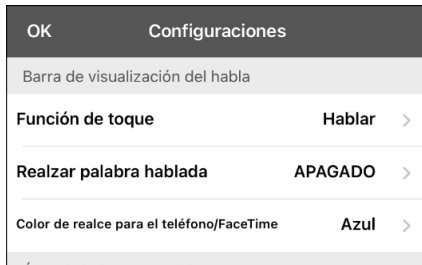 OK Configuraciones
Barra de visualización del habla
Función de toque Hablar
Realzar palabra hablada APAGADO
Color de realce para el teléfono/FaceTime Azul